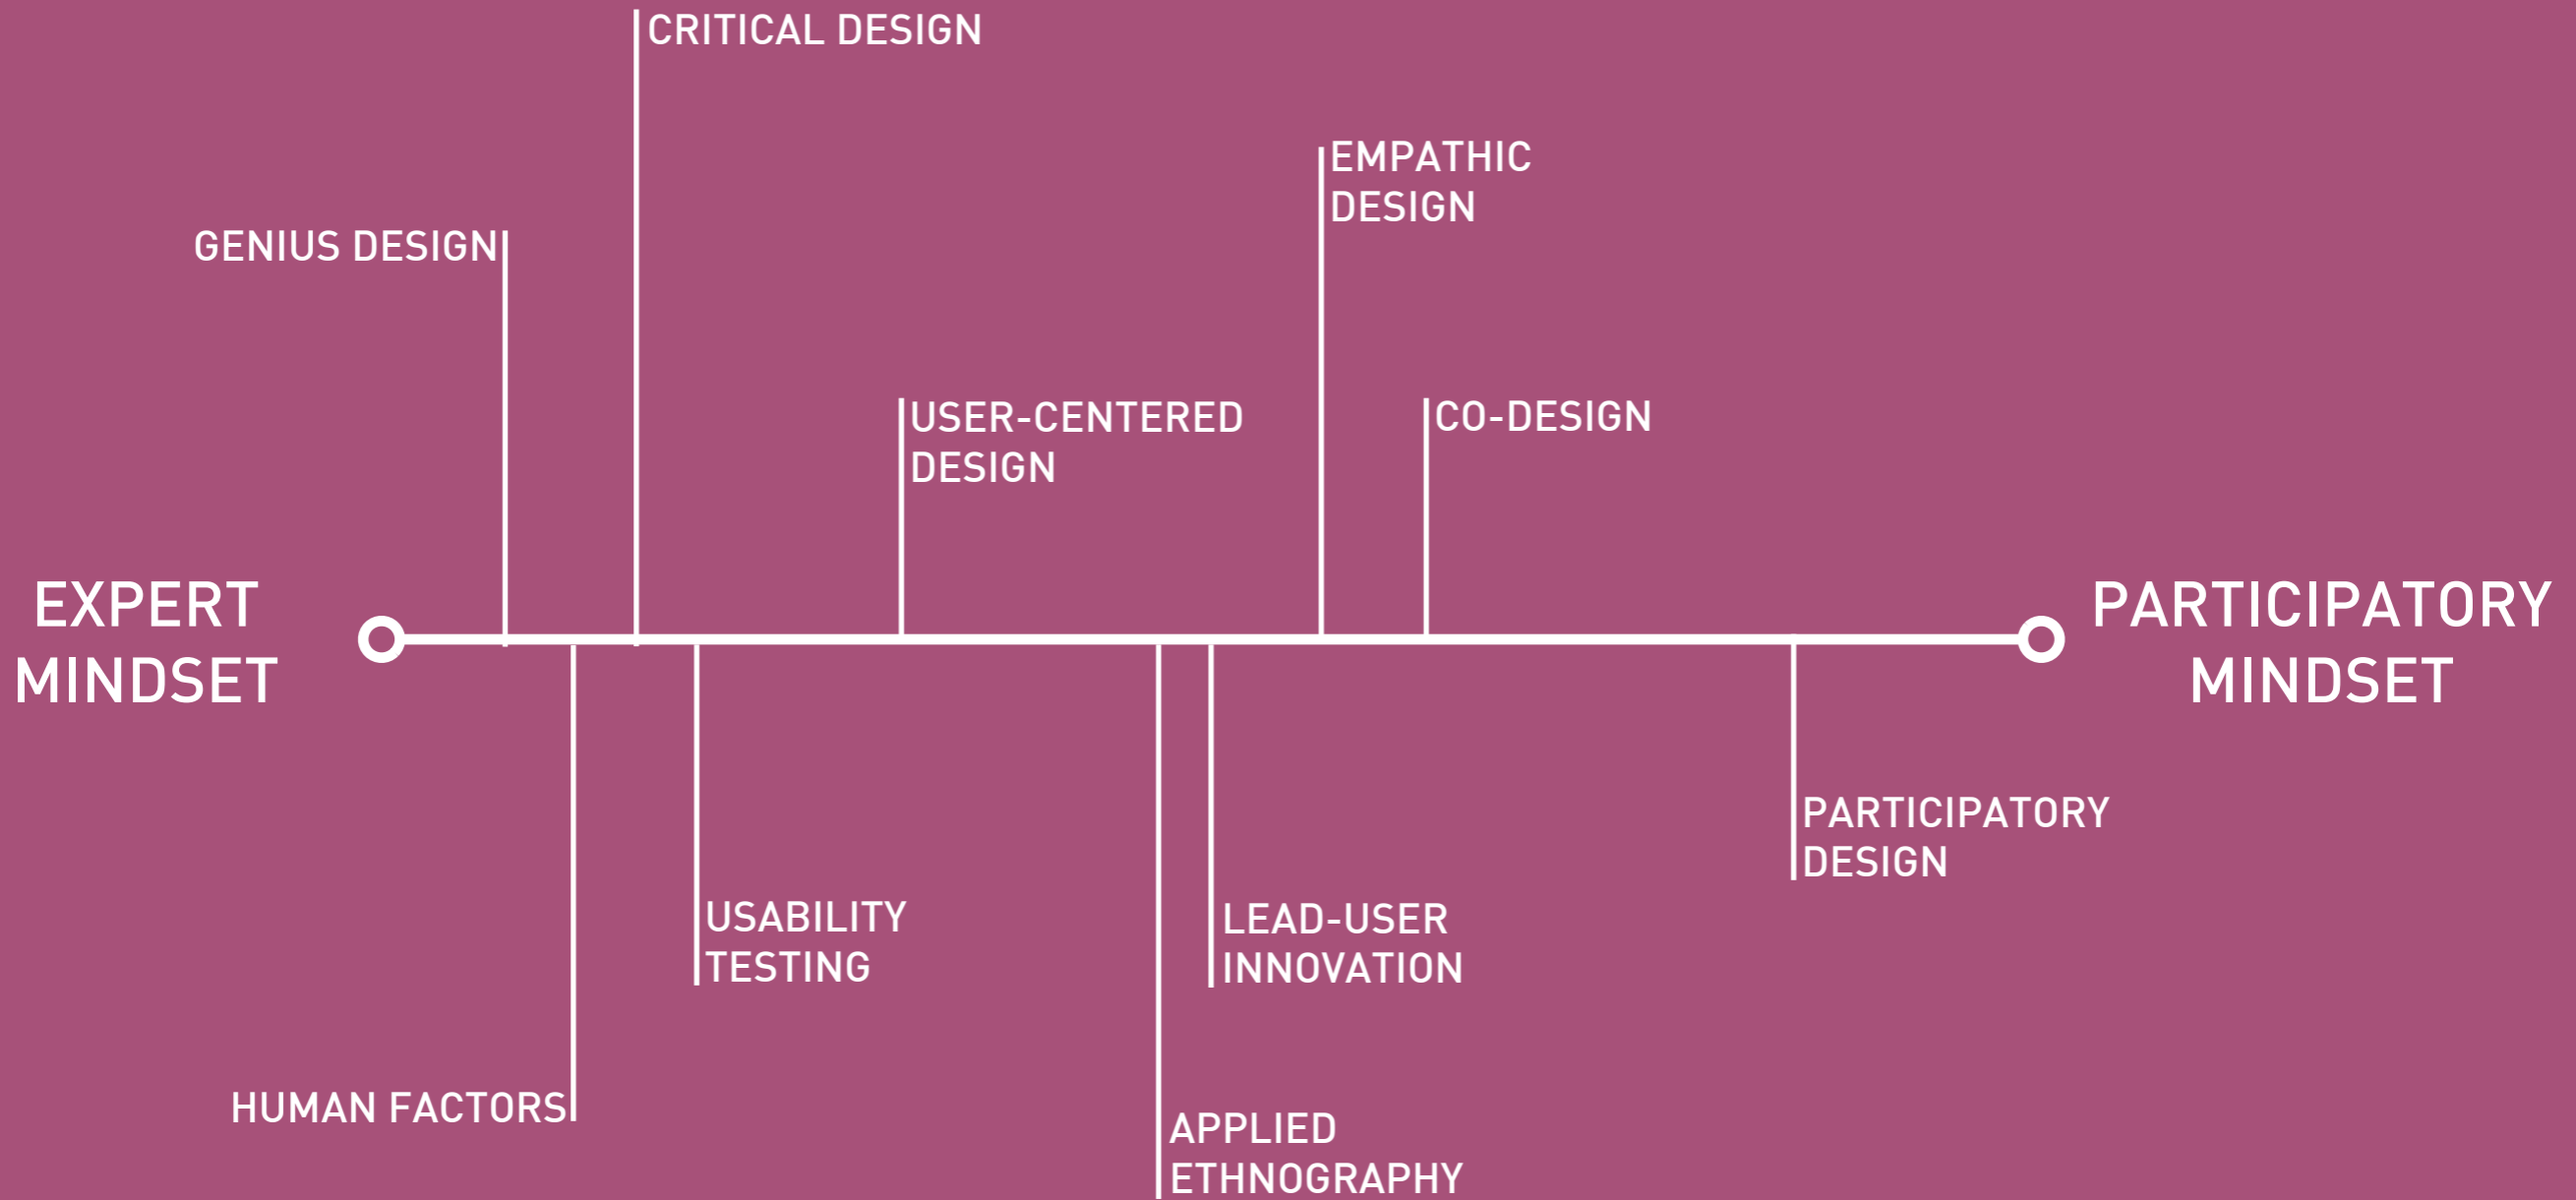 CRITICAL DESIGN
EMPATHIC
DESIGN
GENIUS DESIGN
USER-CENTERED
DESIGN
CO-DESIGN
EXPERT
MINDSET
PARTICIPATORY
MINDSET
PARTICIPATORY
DESIGN
USABILITY
TESTING
LEAD-USER
INNOVATION
HUMAN FACTORS
APPLIED
ETHNOGRAPHY